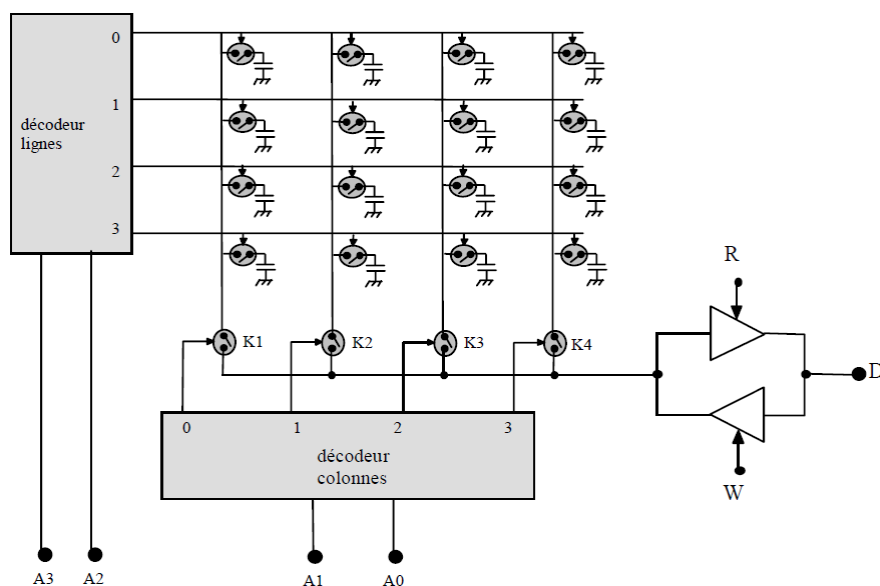 0
1
décodeur
lignes
2
3
R
K1
K2
K3
K4
D
0
1
2
3
décodeur
colonnes
W
A3
A2
A1
A0